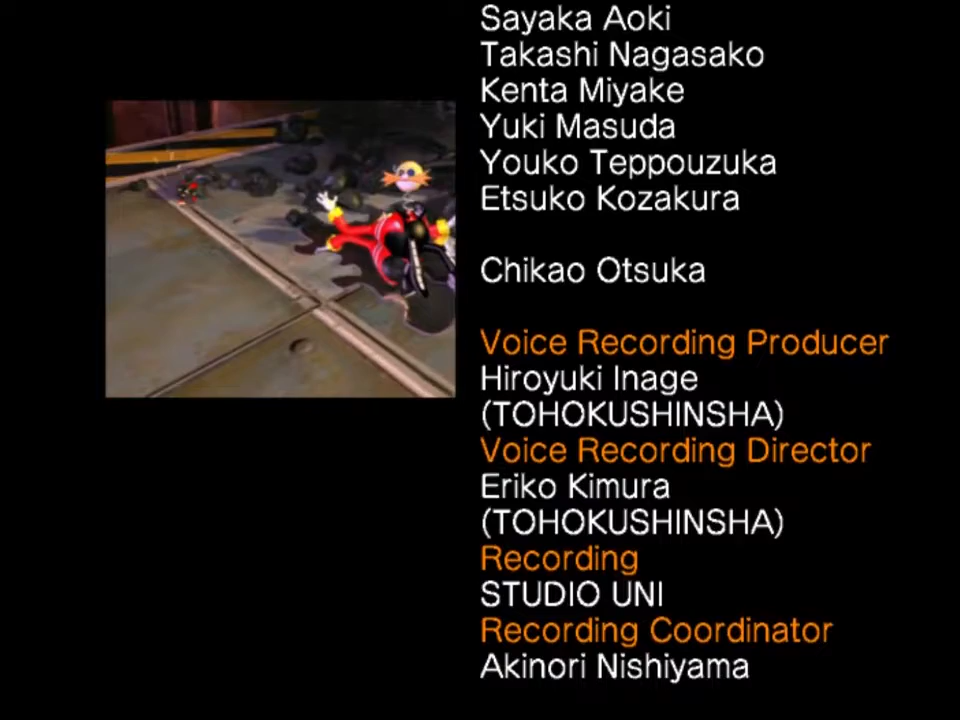 Sayaka Aoki
Takashi Nagasako
Kenta Miyake
Yuki Masuda
Youko Teppouzuka
Etsuko Kozakura
Chikao Otsuka
Voice Recording Producer
Hiroyuki Inage
(TOHOKUSHINSHA)
Voice Recording Director
Eriko Kimura
(TOHOKUSHINSHA)
Recording
STUDIO UNI
Recording Coordinator
Akinori Nishiyama